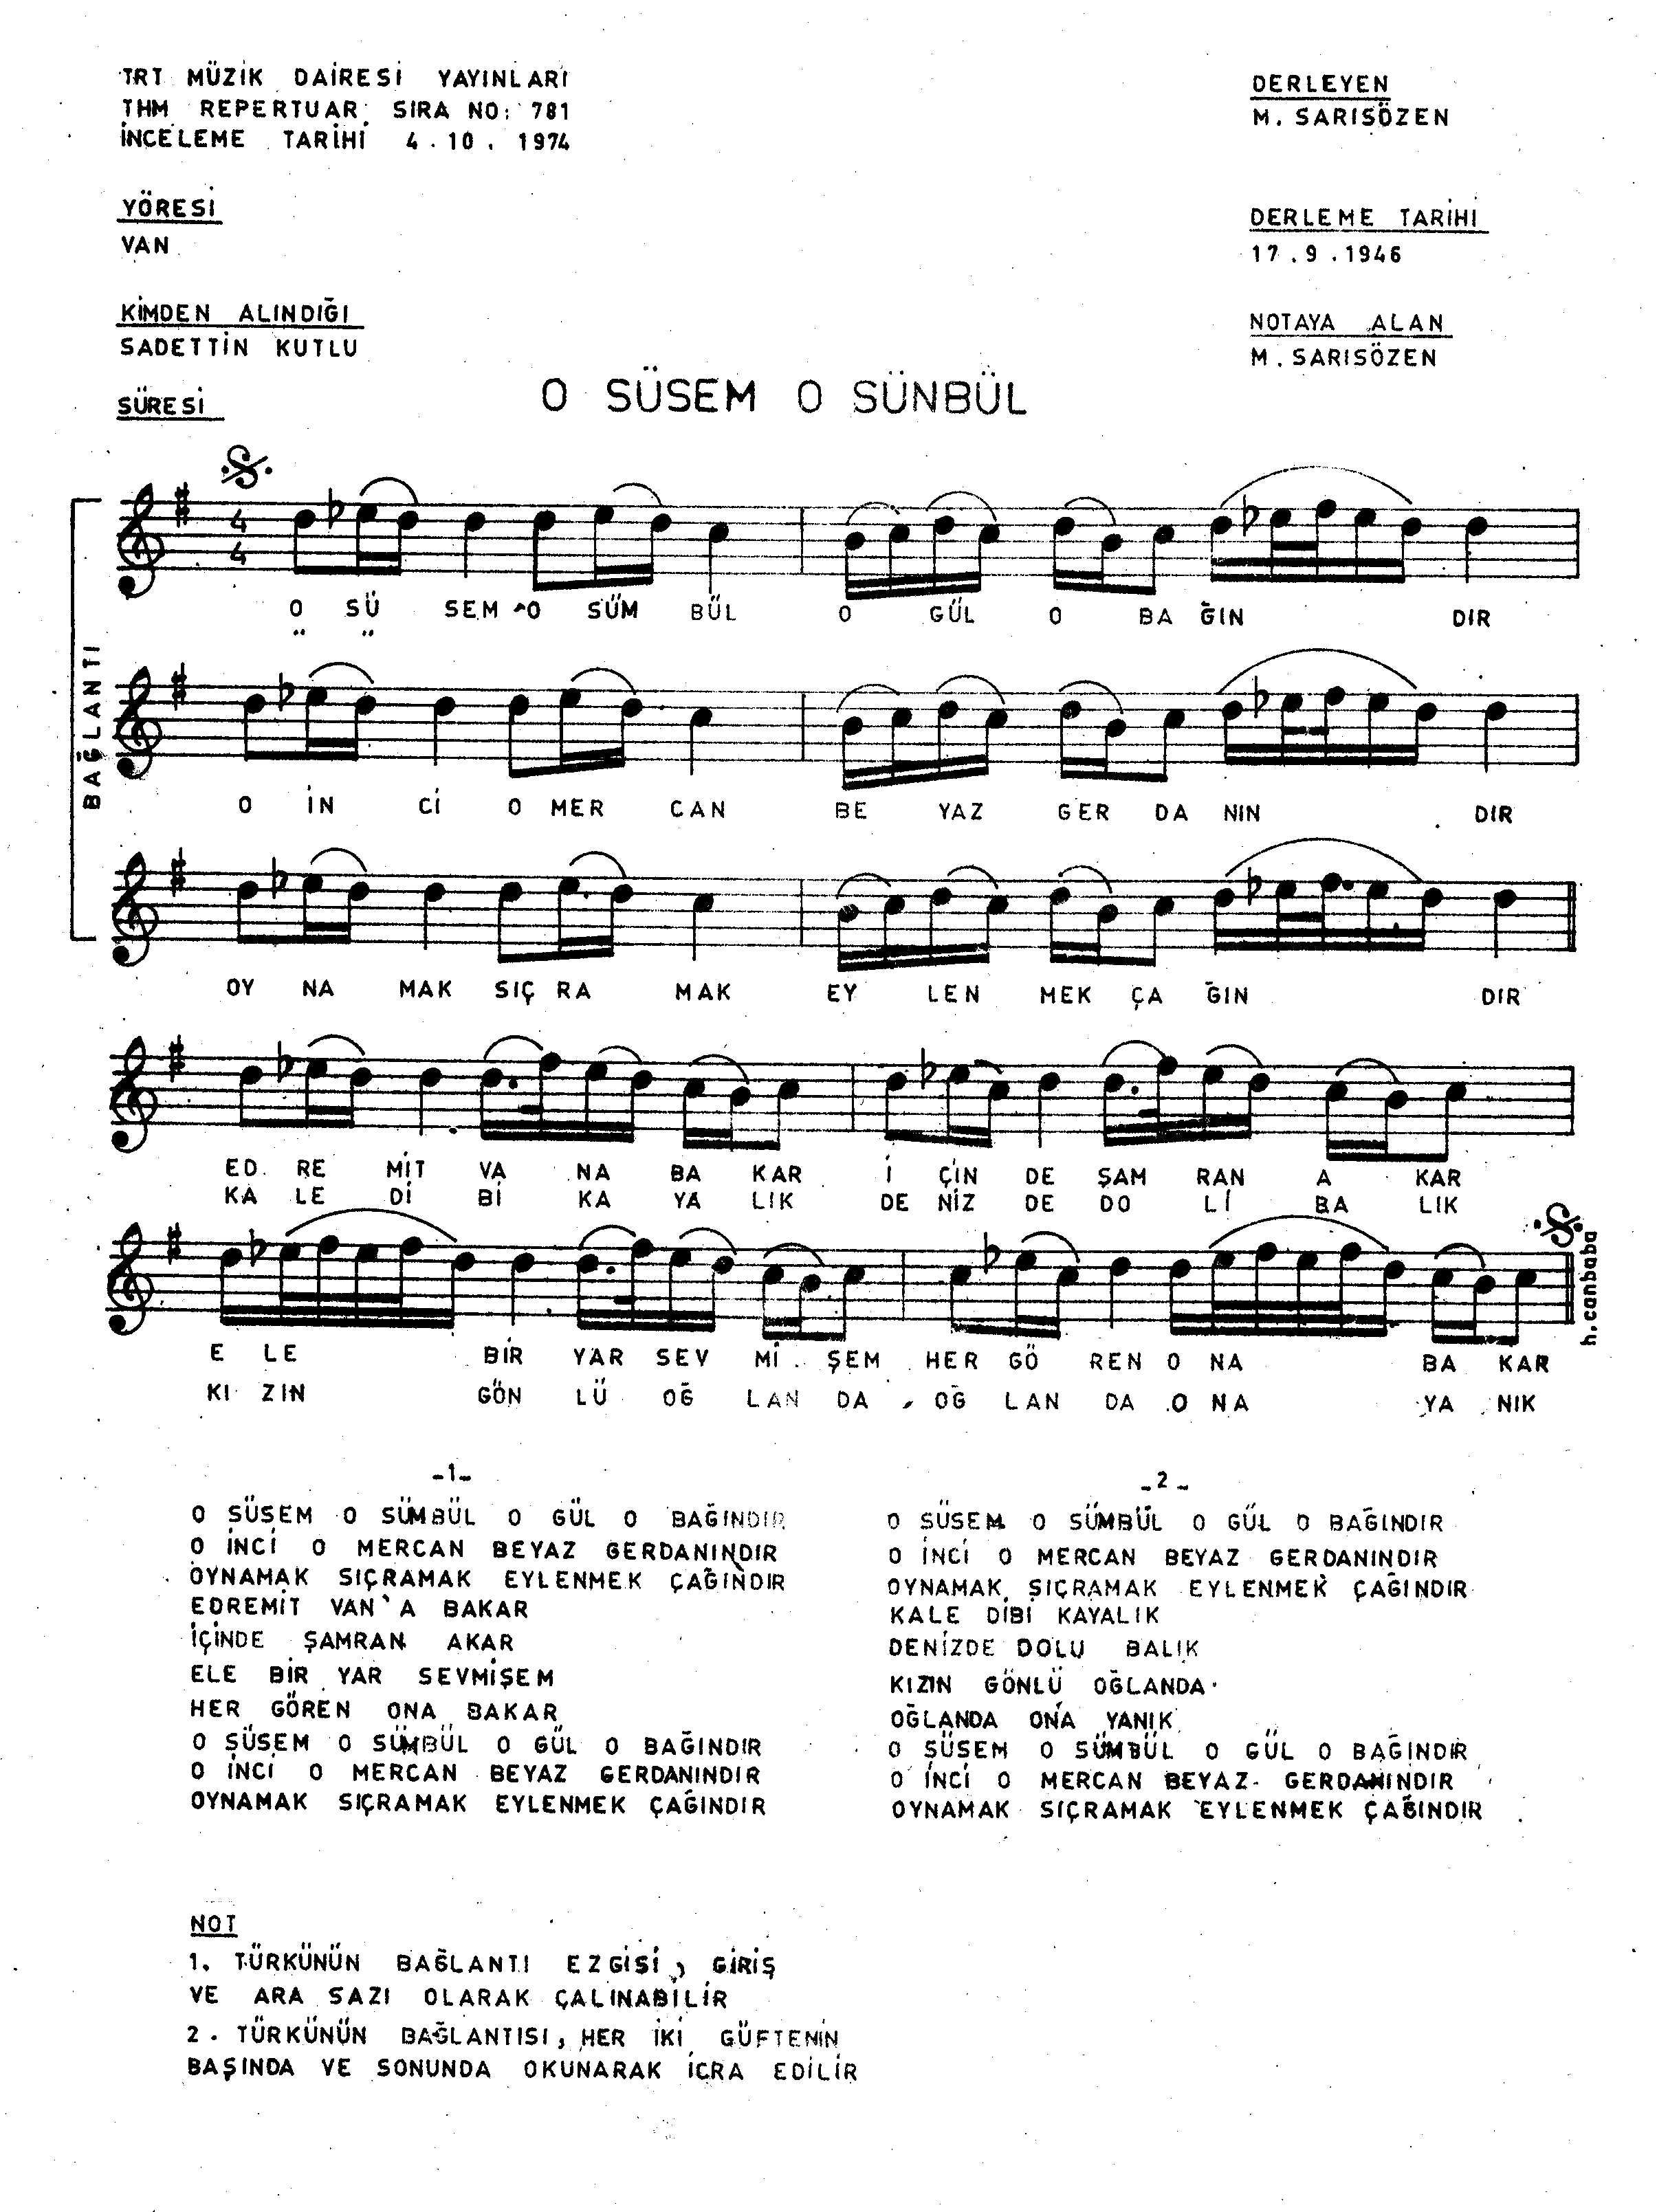 TRT MÜZİK DAİRESİ YAYINLARI
THM REPERTUAR SIRA NO: 781
İNCELEME TARİHİ 4.10.1974
DERLEYEN
M. SARISÖZEN
YÖRESİ
VAN
DERLEME TARİHİ
17.9.1946
KİMDEN ALINDIĞI
SADETTİN KUTLU
NOTAYA ALAN
M. SARISÖZEN
SÜRESİ
O SÜSEM O SÜNBÜL
BAĞLANTI
4
4
O SÜ SEM O SÜM BÜL O GÜL O BA ĞIN DIR
O İN Cİ O MER CAN BE YAZ GER DA NIN DIR
OY NA MAK SIÇ RA MAK EY LEN MEK ÇA ĞIN DIR
ED RE MİT VA NA BA KAR İ ÇİN DE ŞAM RAN A KAR
KA LE Dİ Bİ KA YA LIK DE NİZ DE DO Lİ BA LIK
E LE BİR YAR SEV Mİ ŞEM HER GÖ REN O NA BA KAR
KI ZIN GÖN LÜ OĞ LAN DA OĞ LAN DA O NA YA NIK
h.canbaba
-1-
O SÜSEM O SÜMBÜL O GÜL O BAĞINDIR
O İNCİ O MERCAN BEYAZ GERDANINDIR
OYNAMAK SIÇRAMAK EYLENMEK ÇAĞINDIR
EDREMİT VAN'A BAKAR
İÇİNDE ŞAMRAN AKAR
ELE BİR YAR SEVMİŞEM
HER GÖREN ONA BAKAR
O SÜSEM O SÜMBÜL O GÜL O BAĞINDIR
O İNCİ O MERCAN BEYAZ GERDANINDIR
OYNAMAK SIÇRAMAK EYLENMEK ÇAĞINDIR
-2-
O SÜSEM O SÜMBÜL O GÜL O BAĞINDIR
O İNCİ O MERCAN BEYAZ GERDANINDIR
OYNAMAK SIÇRAMAK EYLENMEK ÇAĞINDIR
KALE DİBİ KAYALIK
DENİZDE DOLU BALIK
KIZIN GÖNLÜ OĞLANDA
OĞLANDA ONA YANIK
O SÜSEM O SÜMBÜL O GÜL O BAĞINDIR
O İNCİ O MERCAN BEYAZ GERDANINDIR
OYNAMAK SIÇRAMAK EYLENMEK ÇAĞINDIR
NOT
1. TÜRKÜNÜN BAĞLANTI EZGİSİ, GİRİŞ
VE ARA SAZI OLARAK ÇALINABİLİR
2. TÜRKÜNÜN BAĞLANTISI, HER İKİ GÜFTENİN
BAŞINDA VE SONUNDA OKUNARAK İCRA EDİLİR